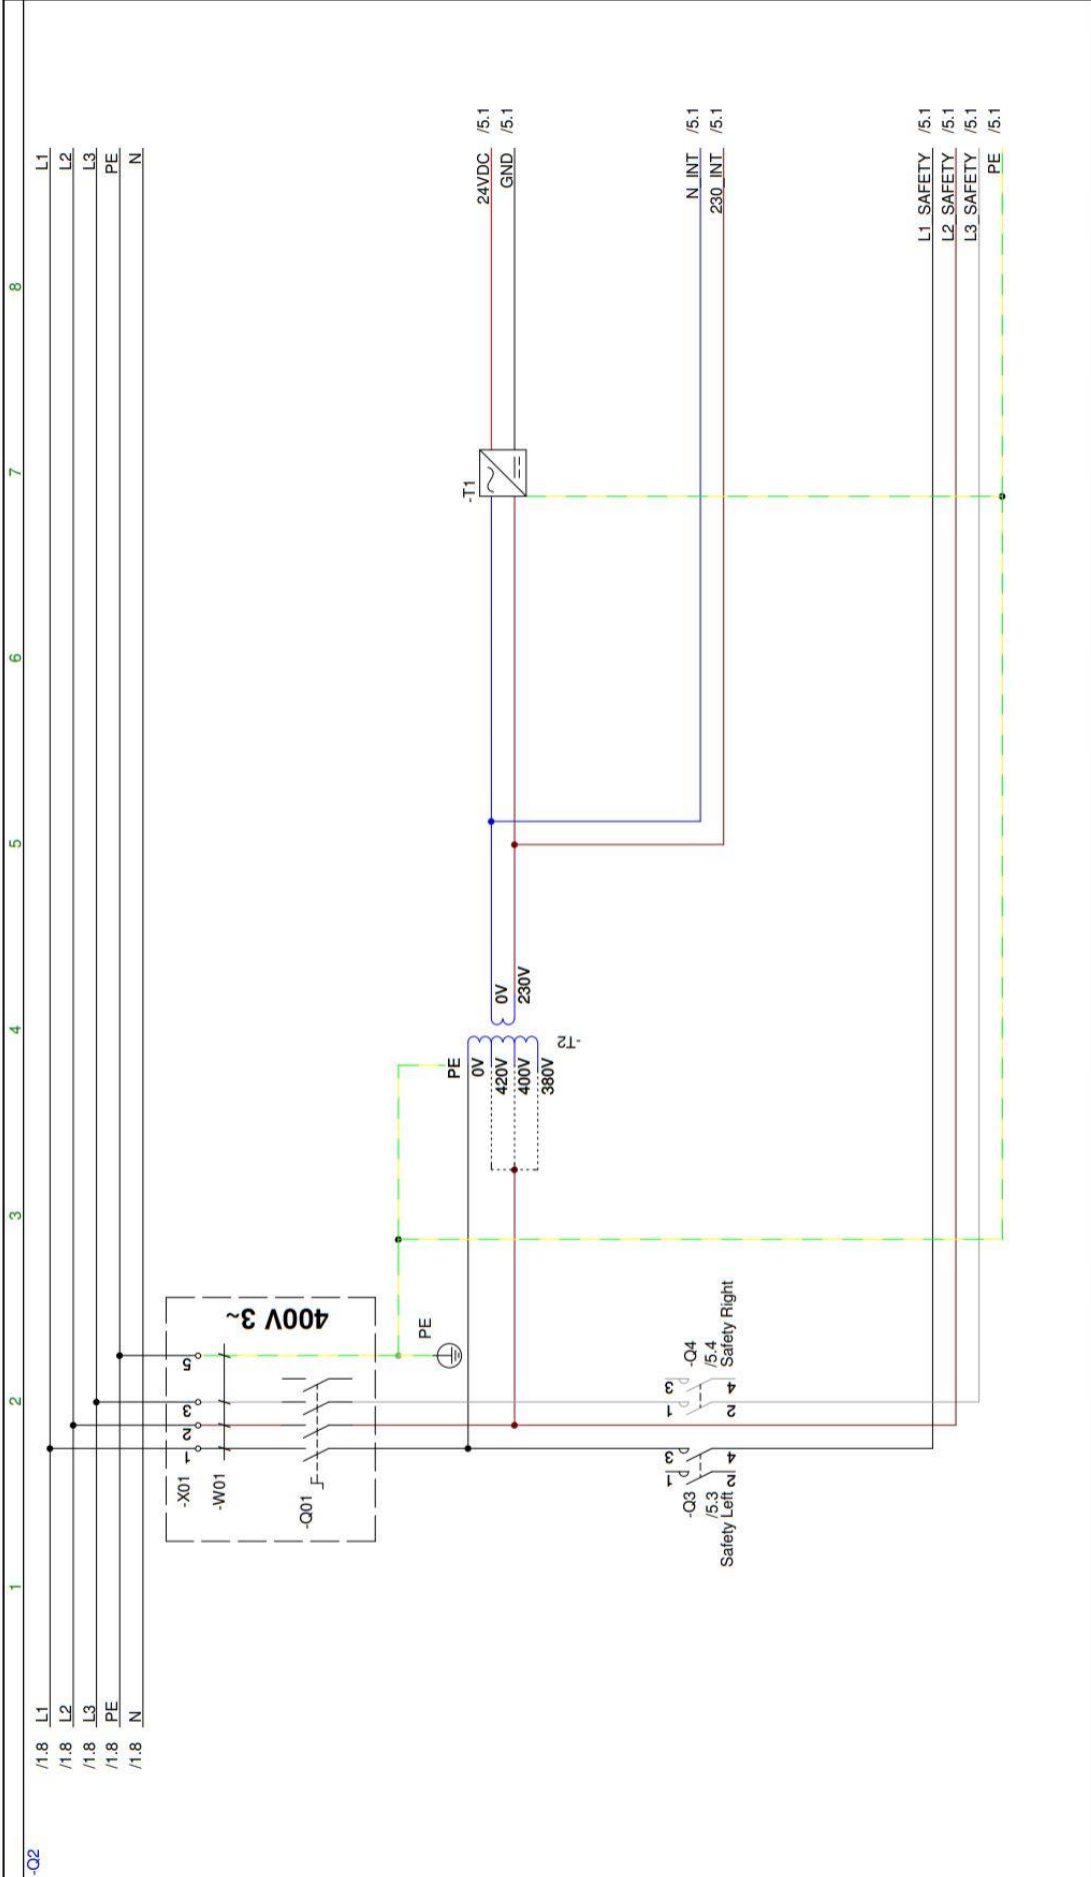 -Q2
1 2 3 4 5 6 7 8
/1.8 L1
/1.8 L2
/1.8 L3
/1.8 PE
/1.8 N
L1
L2
L3
PE
N
-X01
1 2 3 5
-W01
-Q01
400V 3~
PE
PE
0V
420V
400V
380V
0V
230V
-T2
-T1
24VDC /5.1
GND /5.1
N_INT /5.1
230_INT /5.1
-Q3
/5.3
Safety Left
1 3
2 4
-Q4
/5.4
Safety Right
1 3
2 4
L1_SAFETY /5.1
L2_SAFETY /5.1
L3_SAFETY /5.1
PE /5.1